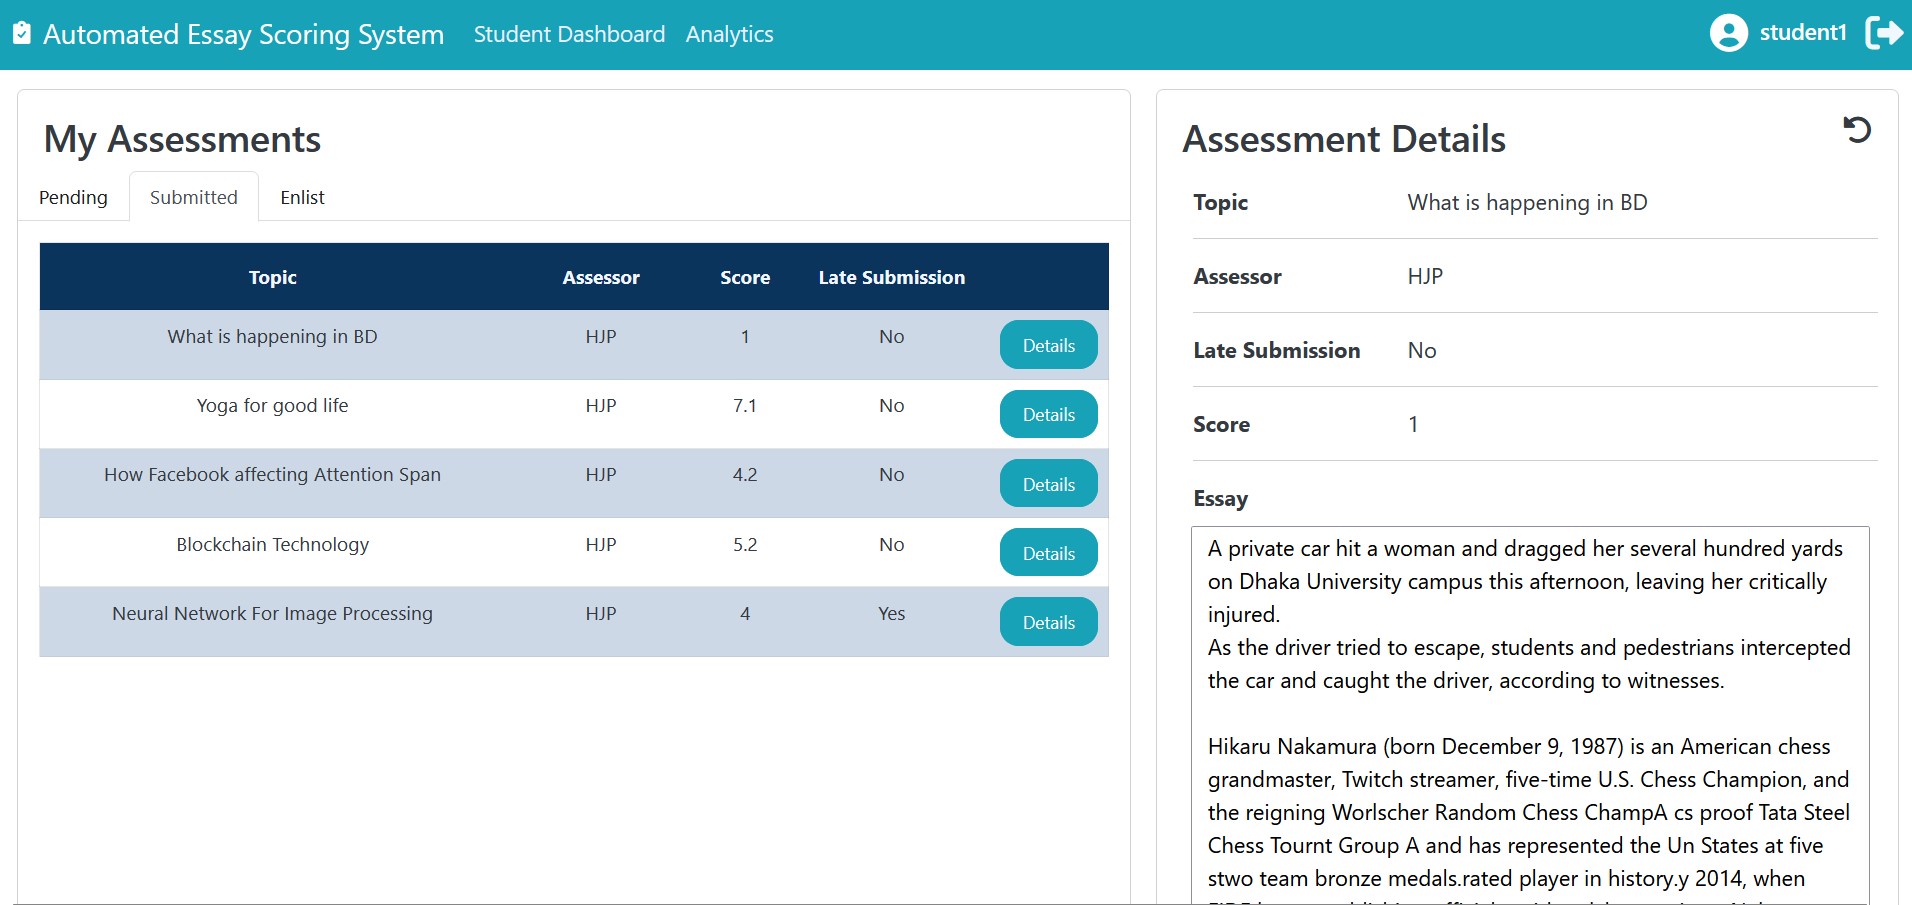 Automated Essay Scoring System Student Dashboard Analytics student1
My Assessments
Pending Submitted Enlist
Topic Assessor Score Late Submission
What is happening in BD HJP 1 No Details
Yoga for good life HJP 7.1 No Details
How Facebook affecting Attention Span HJP 4.2 No Details
Blockchain Technology HJP 5.2 No Details
Neural Network For Image Processing HJP 4 Yes Details
Assessment Details
Topic What is happening in BD
Assessor HJP
Late Submission No
Score 1
Essay
A private car hit a woman and dragged her several hundred yards
on Dhaka University campus this afternoon, leaving her critically
injured.
As the driver tried to escape, students and pedestrians intercepted
the car and caught the driver, according to witnesses.
Hikaru Nakamura (born December 9, 1987) is an American chess
grandmaster, Twitch streamer, five-time U.S. Chess Champion, and
the reigning Worlscher Random Chess ChampA cs proof Tata Steel
Chess Tournt Group A and has represented the Un States at five
stwo team bronze medals.rated player in history.y 2014, when